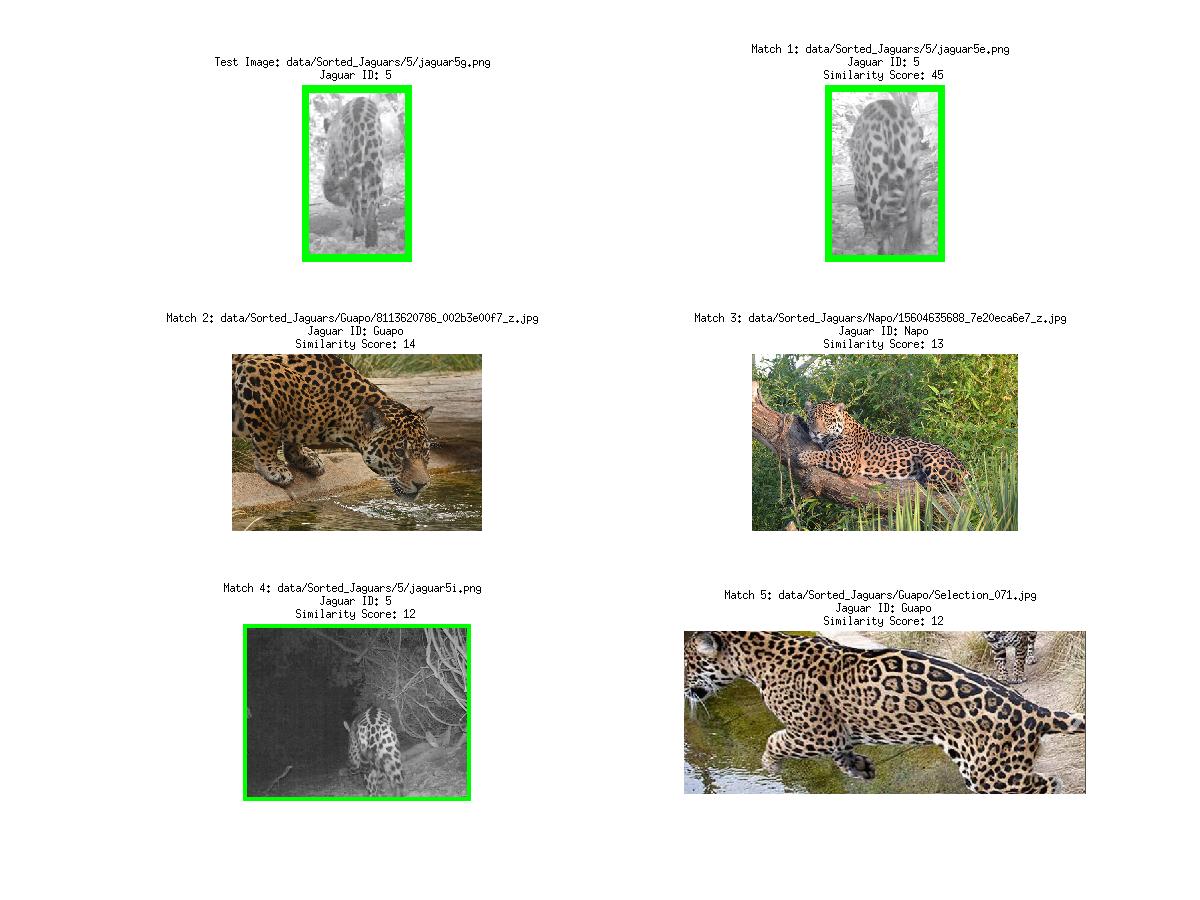 Test Image: data/Sorted_Jaguars/5/jaguar5g.png
Jaguar ID: 5
Match 1: data/Sorted_Jaguars/5/jaguar5e.png
Jaguar ID: 5
Similarity Score: 45
Match 2: data/Sorted_Jaguars/Guapo/8113620786_002b3e00f7_z.jpg
Jaguar ID: Guapo
Similarity Score: 14
Match 3: data/Sorted_Jaguars/Napo/15604635688_7e20eca6e7_z.jpg
Jaguar ID: Napo
Similarity Score: 13
Match 4: data/Sorted_Jaguars/5/jaguar5i.png
Jaguar ID: 5
Similarity Score: 12
Match 5: data/Sorted_Jaguars/Guapo/Selection_071.jpg
Jaguar ID: Guapo
Similarity Score: 12